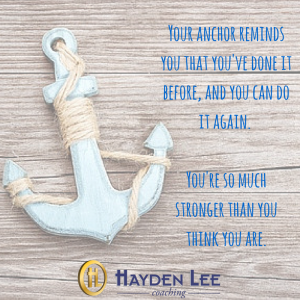 Your anchor reminds
you that you've done it
before, and you can do
it again.
You're so much
stronger than you
think you are.
Hayden Lee
coaching